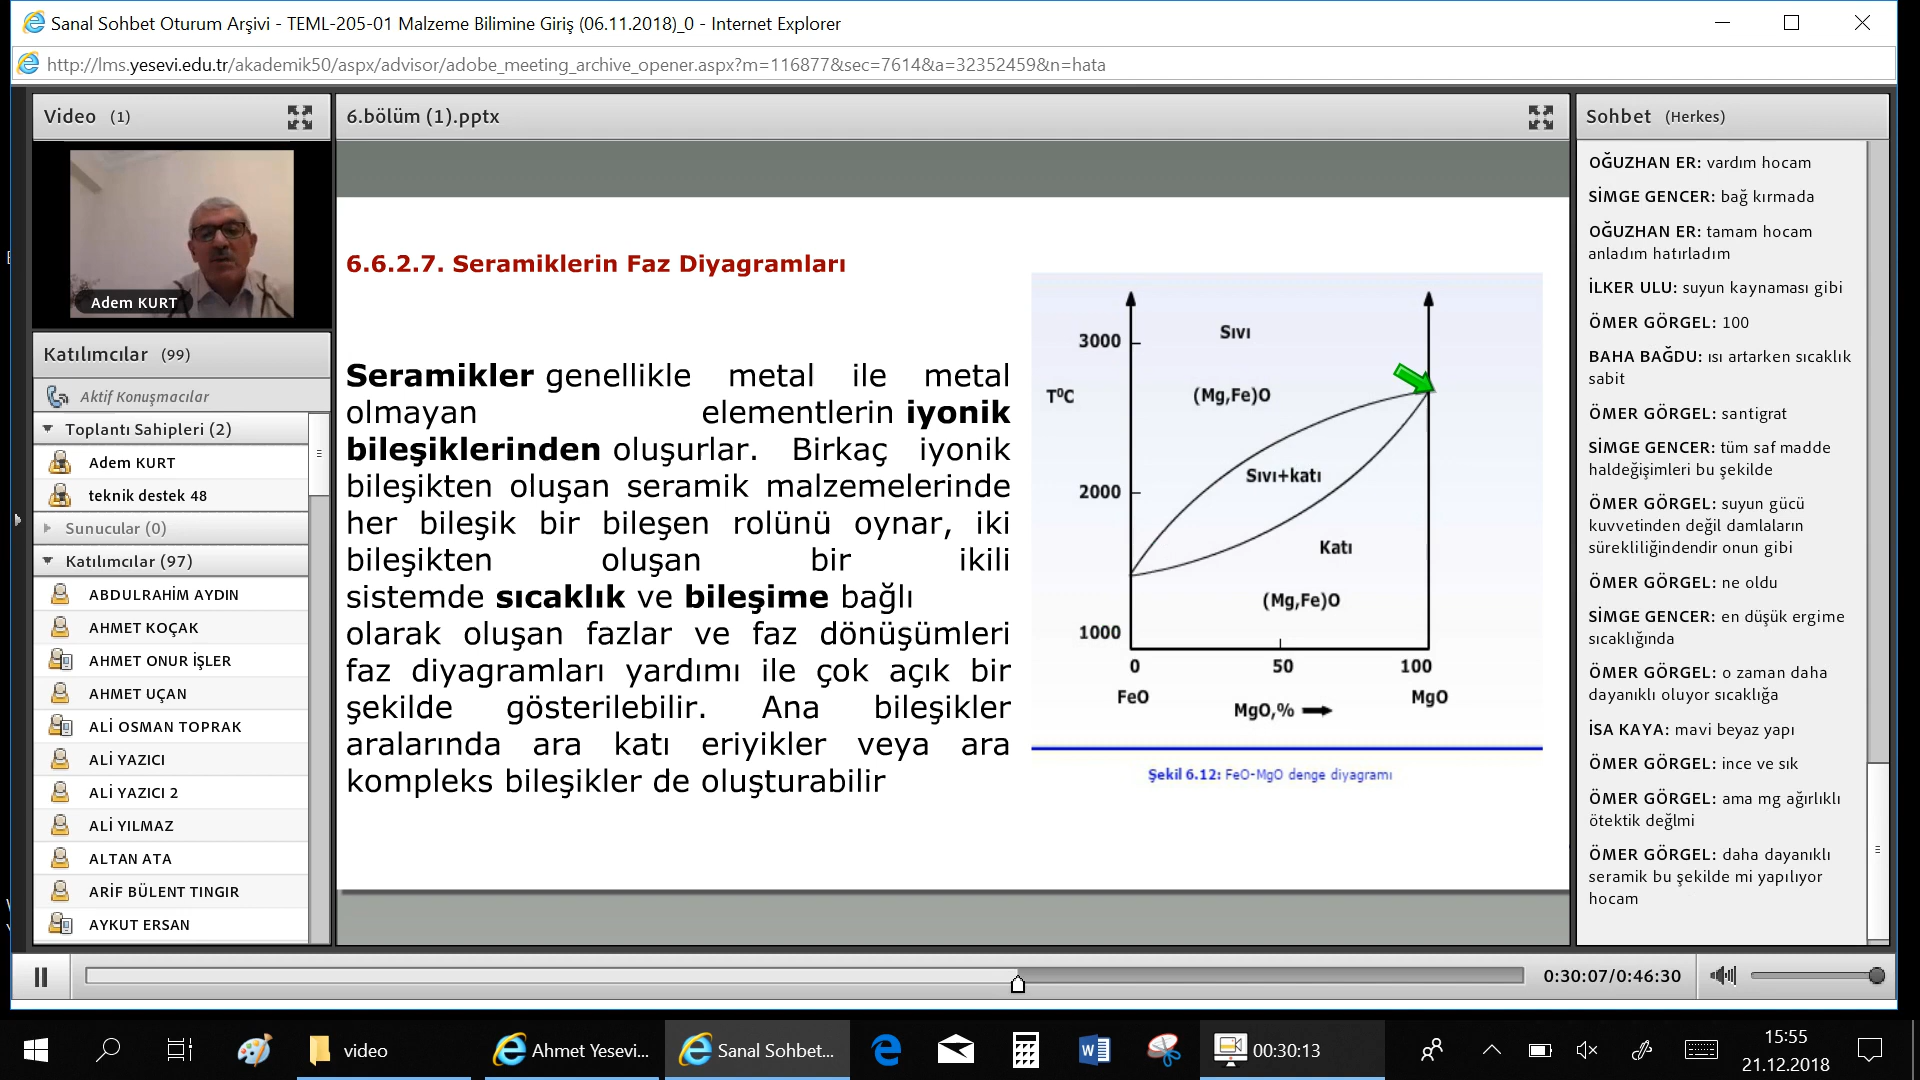 Sanal Sohbet Oturum Arşivi - TEML-205-01 Malzeme Bilimine Giriş (06.11.2018)_0 - Internet Explorer
http://lms.yesevi.edu.tr/akademik50/aspx/advisor/adobe_meeting_archive_opener.aspx?m=116877&sec=7614&a=32352459&n=hata
Video (1)
Adem KURT
Katılımcılar (99)
Aktif Konuşmacılar
Toplantı Sahipleri (2)
Adem KURT
teknik destek 48
Sunucular (0)
Katılımcılar (97)
ABDULRAHİM AYDIN
AHMET KOÇAK
AHMET ONUR İŞLER
AHMET UÇAN
ALİ OSMAN TOPRAK
ALİ YAZICI
ALİ YAZICI 2
ALİ YILMAZ
ALTAN ATA
ARİF BÜLENT TINGIR
AYKUT ERSAN
6.bölüm (1).pptx
6.6.2.7. Seramiklerin Faz Diyagramları
Seramikler genellikle metal ile metal
olmayan elementlerin iyonik
bileşiklerinden oluşurlar. Birkaç iyonik
bileşikten oluşan seramik malzemelerinde
her bileşik bir bileşen rolünü oynar, iki
bileşikten oluşan bir ikili
sistemde sıcaklık ve bileşime bağlı
olarak oluşan fazlar ve faz dönüşümleri
faz diyagramları yardımı ile çok açık bir
şekilde gösterilebilir. Ana bileşikler
aralarında ara katı eriyikler veya ara
kompleks bileşikler de oluşturabilir
3000
Sıvı
T⁰C
(Mg,Fe)O
2000
Sıvı+katı
Katı
(Mg,Fe)O
1000
0 50 100
FeO MgO,% MgO
Şekil 6.12: FeO-MgO denge diyagramı
Sohbet (Herkes)
OĞUZHAN ER: vardım hocam
SİMGE GENCER: bağ kırmada
OĞUZHAN ER: tamam hocam
anladım hatırladım
İLKER ULU: suyun kaynaması gibi
ÖMER GÖRGEL: 100
BAHA BAĞDU: ısı artarken sıcaklık
sabit
ÖMER GÖRGEL: santigrat
SİMGE GENCER: tüm saf madde
haldeğişimleri bu şekilde
ÖMER GÖRGEL: suyun gücü
kuvvetinden değil damlaların
sürekliliğindendir onun gibi
ÖMER GÖRGEL: ne oldu
SİMGE GENCER: en düşük ergime
sıcaklığında
ÖMER GÖRGEL: o zaman daha
dayanıklı oluyor sıcaklığa
İSA KAYA: mavi beyaz yapı
ÖMER GÖRGEL: ince ve sık
ÖMER GÖRGEL: ama mg ağırlıklı
ötektik değlmi
ÖMER GÖRGEL: daha dayanıklı
seramik bu şekilde mi yapılıyor
hocam
0:30:07/0:46:30
video
Ahmet Yesevi...
Sanal Sohbet...
00:30:13
15:55
21.12.2018